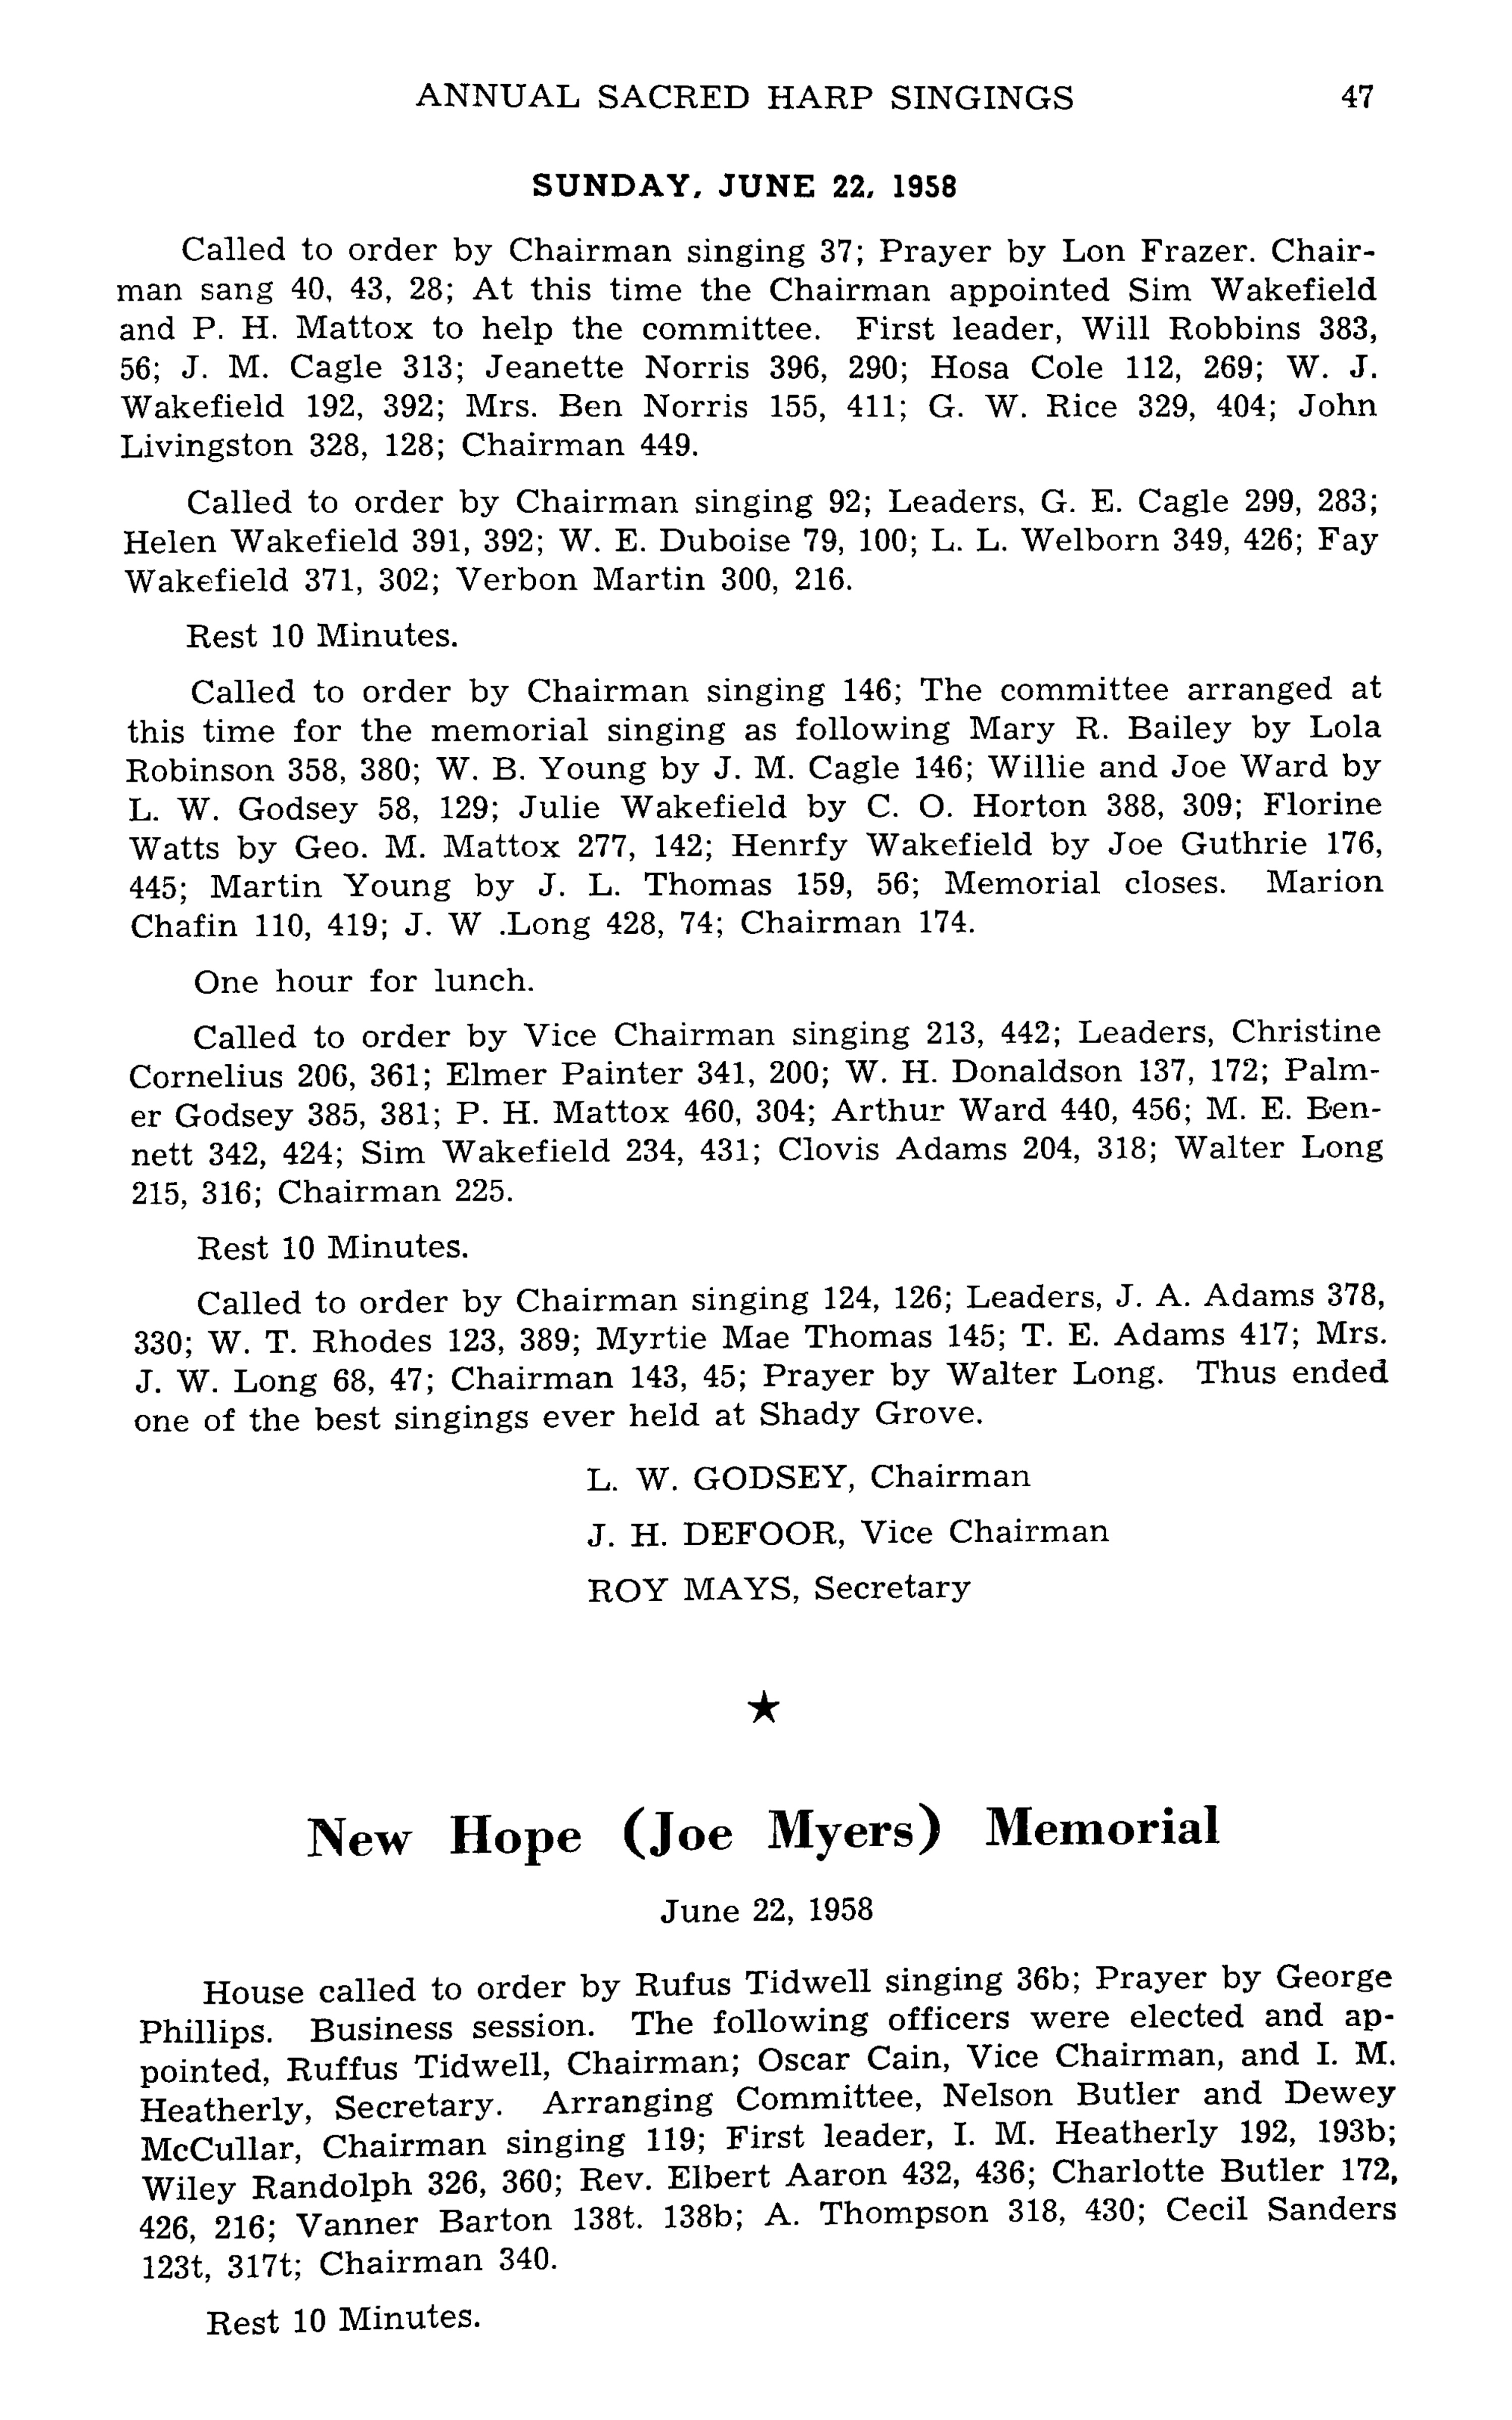 ANNUAL SACRED HARP SINGINGS 47
SUNDAY, JUNE 22, 1958
Called to order by Chairman singing 37; Prayer by Lon Frazer. Chair-
man sang 40, 43, 28; At this time the Chairman appointed Sim Wakefield
and P. H. Mattox to help the committee. First leader, Will Robbins 383,
56; J. M. Cagle 313; Jeanette Norris 396, 290; Hosa Cole 112, 269; W. J.
Wakefield 192, 392; Mrs. Ben Norris 155, 411; G. W. Rice 329, 404; John
Livingston 328, 128; Chairman 449.
Called to order by Chairman singing 92; Leaders, G. E. Cagle 299, 283;
Helen Wakefield 391, 392; W. E. Duboise 79, 100; L. L. Welborn 349, 426; Fay
Wakefield 371, 302; Verbon Martin 300, 216.
Rest 10 Minutes.
Called to order by Chairman singing 146; The committee arranged at
this time for the memorial singing as following Mary R. Bailey by Lola
Robinson 358, 380; W. B. Young by J. M. Cagle 146; Willie and Joe Ward by
L. W. Godsey 58, 129; Julie Wakefield by C. O. Horton 388, 309; Florine
Watts by Geo. M. Mattox 277, 142; Henrfy Wakefield by Joe Guthrie 176,
445; Martin Young by J. L. Thomas 159, 56; Memorial closes. Marion
Chafin 110, 419; J. W .Long 428, 74; Chairman 174.
One hour for lunch.
Called to order by Vice Chairman singing 213, 442; Leaders, Christine
Cornelius 206, 361; Elmer Painter 341, 200; W. H. Donaldson 137, 172; Palm-
er Godsey 385, 381; P. H. Mattox 460, 304; Arthur Ward 440, 456; M. E. Ben-
nett 342, 424; Sim Wakefield 234, 431; Clovis Adams 204, 318; Walter Long
215, 316; Chairman 225.
Rest 10 Minutes.
Called to order by Chairman singing 124, 126; Leaders, J. A. Adams 378,
330; W. T. Rhodes 123, 389; Myrtie Mae Thomas 145; T. E. Adams 417; Mrs.
J. W. Long 68, 47; Chairman 143, 45; Prayer by Walter Long. Thus ended
one of the best singings ever held at Shady Grove.
L. W. GODSEY, Chairman
J. H. DEFOOR, Vice Chairman
ROY MAYS, Secretary
★
New Hope (Joe Myers) Memorial
June 22, 1958
House called to order by Rufus Tidwell singing 36b; Prayer by George
Phillips. Business session. The following officers were elected and ap-
pointed, Ruffus Tidwell, Chairman; Oscar Cain, Vice Chairman, and I. M.
Heatherly, Secretary. Arranging Committee, Nelson Butler and Dewey
McCullar, Chairman singing 119; First leader, I. M. Heatherly 192, 193b;
Wiley Randolph 326, 360; Rev. Elbert Aaron 432, 436; Charlotte Butler 172,
426, 216; Vanner Barton 138t. 138b; A. Thompson 318, 430; Cecil Sanders
123t, 317t; Chairman 340.
Rest 10 Minutes.